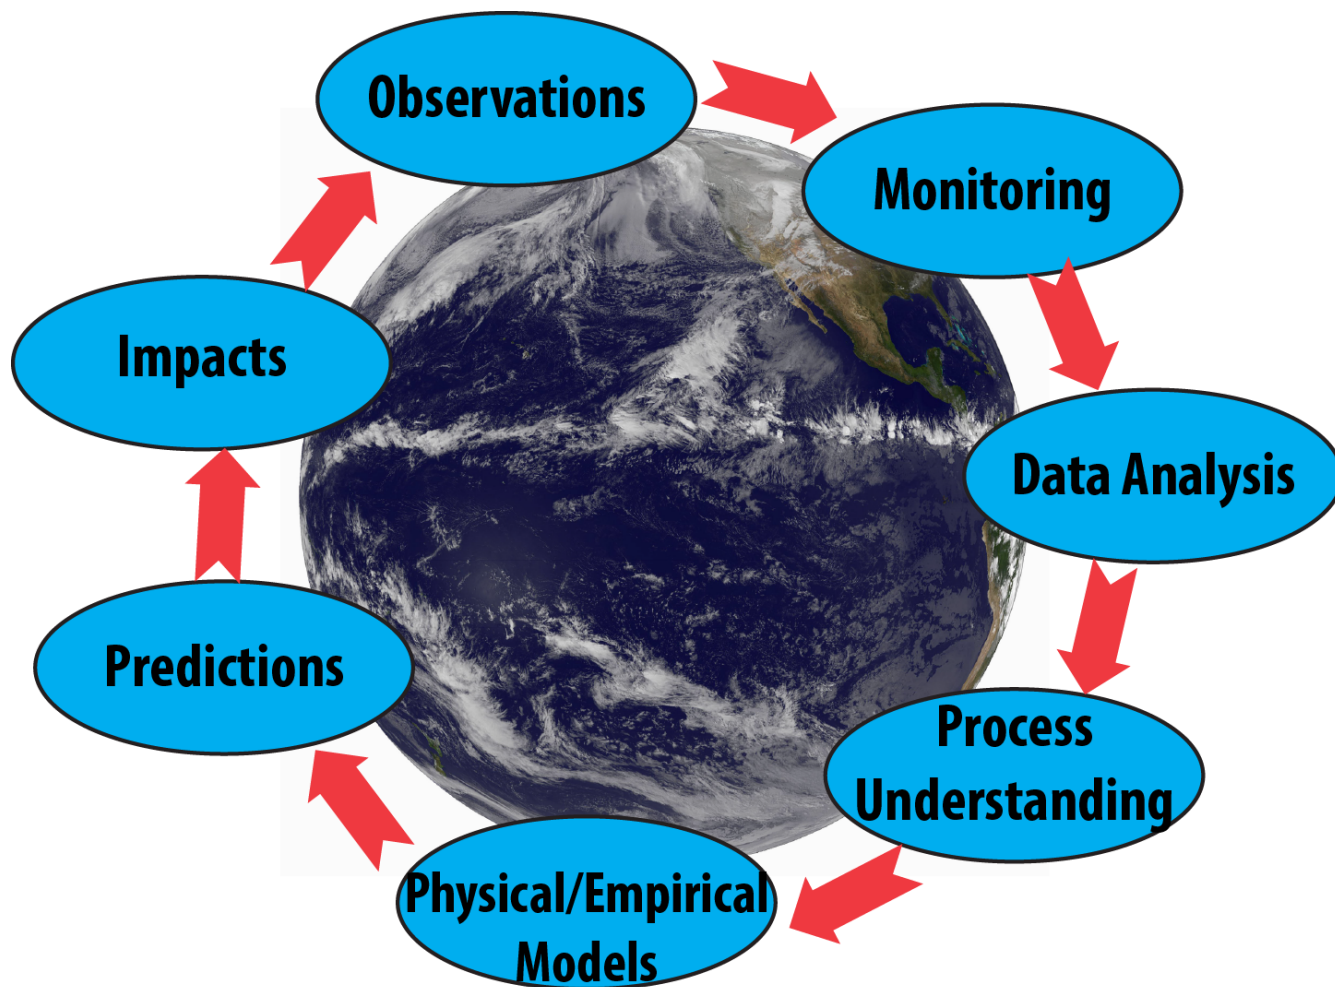 Observations
Monitoring
Data Analysis
Process
Understanding
Physical/Empirical
Models
Predictions
Impacts